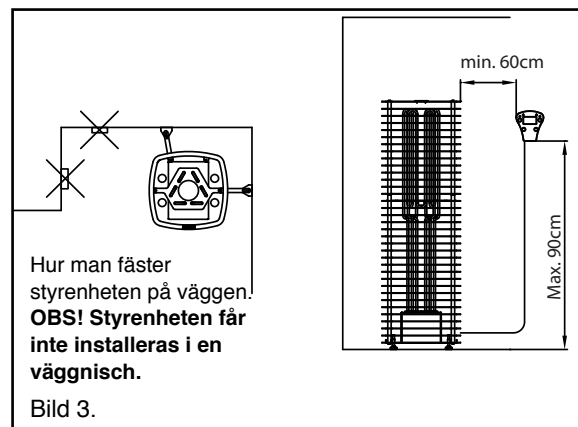 min. 60cm
Max. 90cm
Hur man fäster
styrenheten på väggen.
OBS! Styrenheten får
inte installeras i en
väggnisch.
Bild 3.